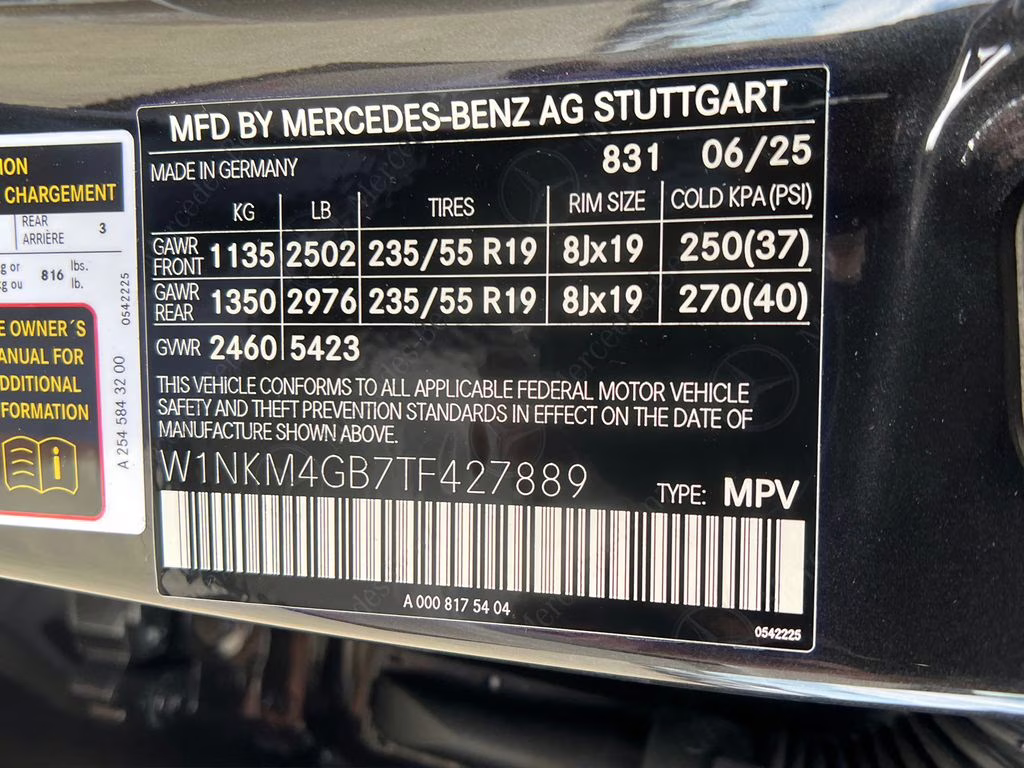 ION
CHARGEMENT
REAR
ARRIÈRE
3
g or
kg ou
816
lbs.
lb.
E OWNER´S
ANUAL FOR
DDITIONAL
FORMATION
i
A 254 584 32 00
0542225
MFD BY MERCEDES-BENZ AG STUTTGART
MADE IN GERMANY 831 06/25
KG LB TIRES RIM SIZE COLD KPA (PSI)
GAWR FRONT 1135 2502 235/55 R19 8Jx19 250(37)
GAWR REAR 1350 2976 235/55 R19 8Jx19 270(40)
GVWR 2460 5423
THIS VEHICLE CONFORMS TO ALL APPLICABLE FEDERAL MOTOR VEHICLE
SAFETY AND THEFT PREVENTION STANDARDS IN EFFECT ON THE DATE OF
MANUFACTURE SHOWN ABOVE.
W1NKM4GB7TF427889
TYPE: MPV
A 000 817 54 04
0542225